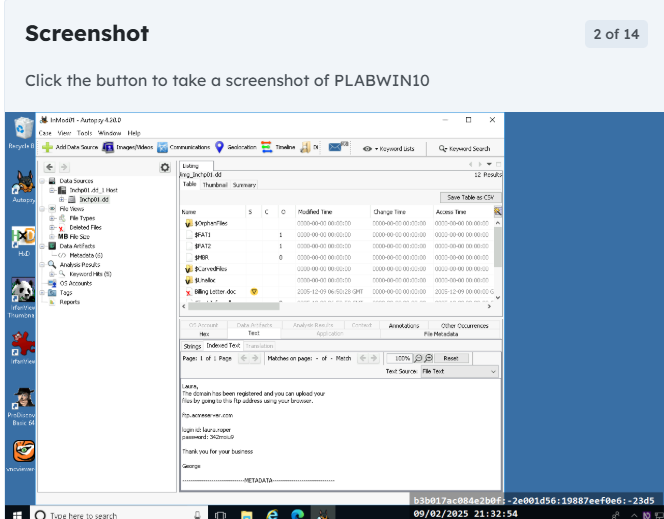 Screenshot
2 of 14
Click the button to take a screenshot of PLABWIN10
InMod01 - Autopsy 4.20.0
Case View Tools Window Help
Add Data Source Images/Videos Communications Geolocation Timeline Di Keyword Lists Keyword Search
Listing
/img_Inchp01.dd
12 Results
Table Thumbnail Summary
Save Table as CSV
Name S C O Modified Time Change Time Access Time
$OrphanFiles 0000-00-00 00:00:00 0000-00-00 00:00:00 0000-00-00 00:00:00
$FAT1 1 0000-00-00 00:00:00 0000-00-00 00:00:00 0000-00-00 00:00:00
$FAT2 1 0000-00-00 00:00:00 0000-00-00 00:00:00 0000-00-00 00:00:00
$MBR 0 0000-00-00 00:00:00 0000-00-00 00:00:00 0000-00-00 00:00:00
$CarvedFiles 0000-00-00 00:00:00 0000-00-00 00:00:00 0000-00-00 00:00:00
$Unalloc 0000-00-00 00:00:00 0000-00-00 00:00:00 0000-00-00 00:00:00
Billing Letter.doc 2005-12-09 06:50:28 GMT 0000-00-00 00:00:00 2005-12-09 00:00:00 G
Data Sources
Inchp01.dd_1 Host
Inchp01.dd
File Views
File Types
Deleted Files
MB File Size
Data Artifacts
Metadata (6)
Analysis Results
Keyword Hits (5)
OS Accounts
Tags
Reports
OS Account Data Artifacts Analysis Results Context Annotations Other Occurrences
Hex Text Application File Metadata
Strings Indexed Text Translation
Page: 1 of 1 Page Matches on page: - of - Match 100% Reset
Text Source: File Text
Laura,
The domain has been registered and you can upload your
files by going to this ftp address using your browser.
ftp.acmeserver.com
login id: laura.roper
password: 342mou9
Thank you for your business
George
------------------------------METADATA------------------------------
Recycle B
Autopsy
HxD
IrfanView
Thumbna
IrfanView
ProDiscov
Basic 64
vncviewer
b3b017ac084e2b0f:-2e001d56:19887eef0e6:-23d5
Type here to search
09/02/2025 21:32:54